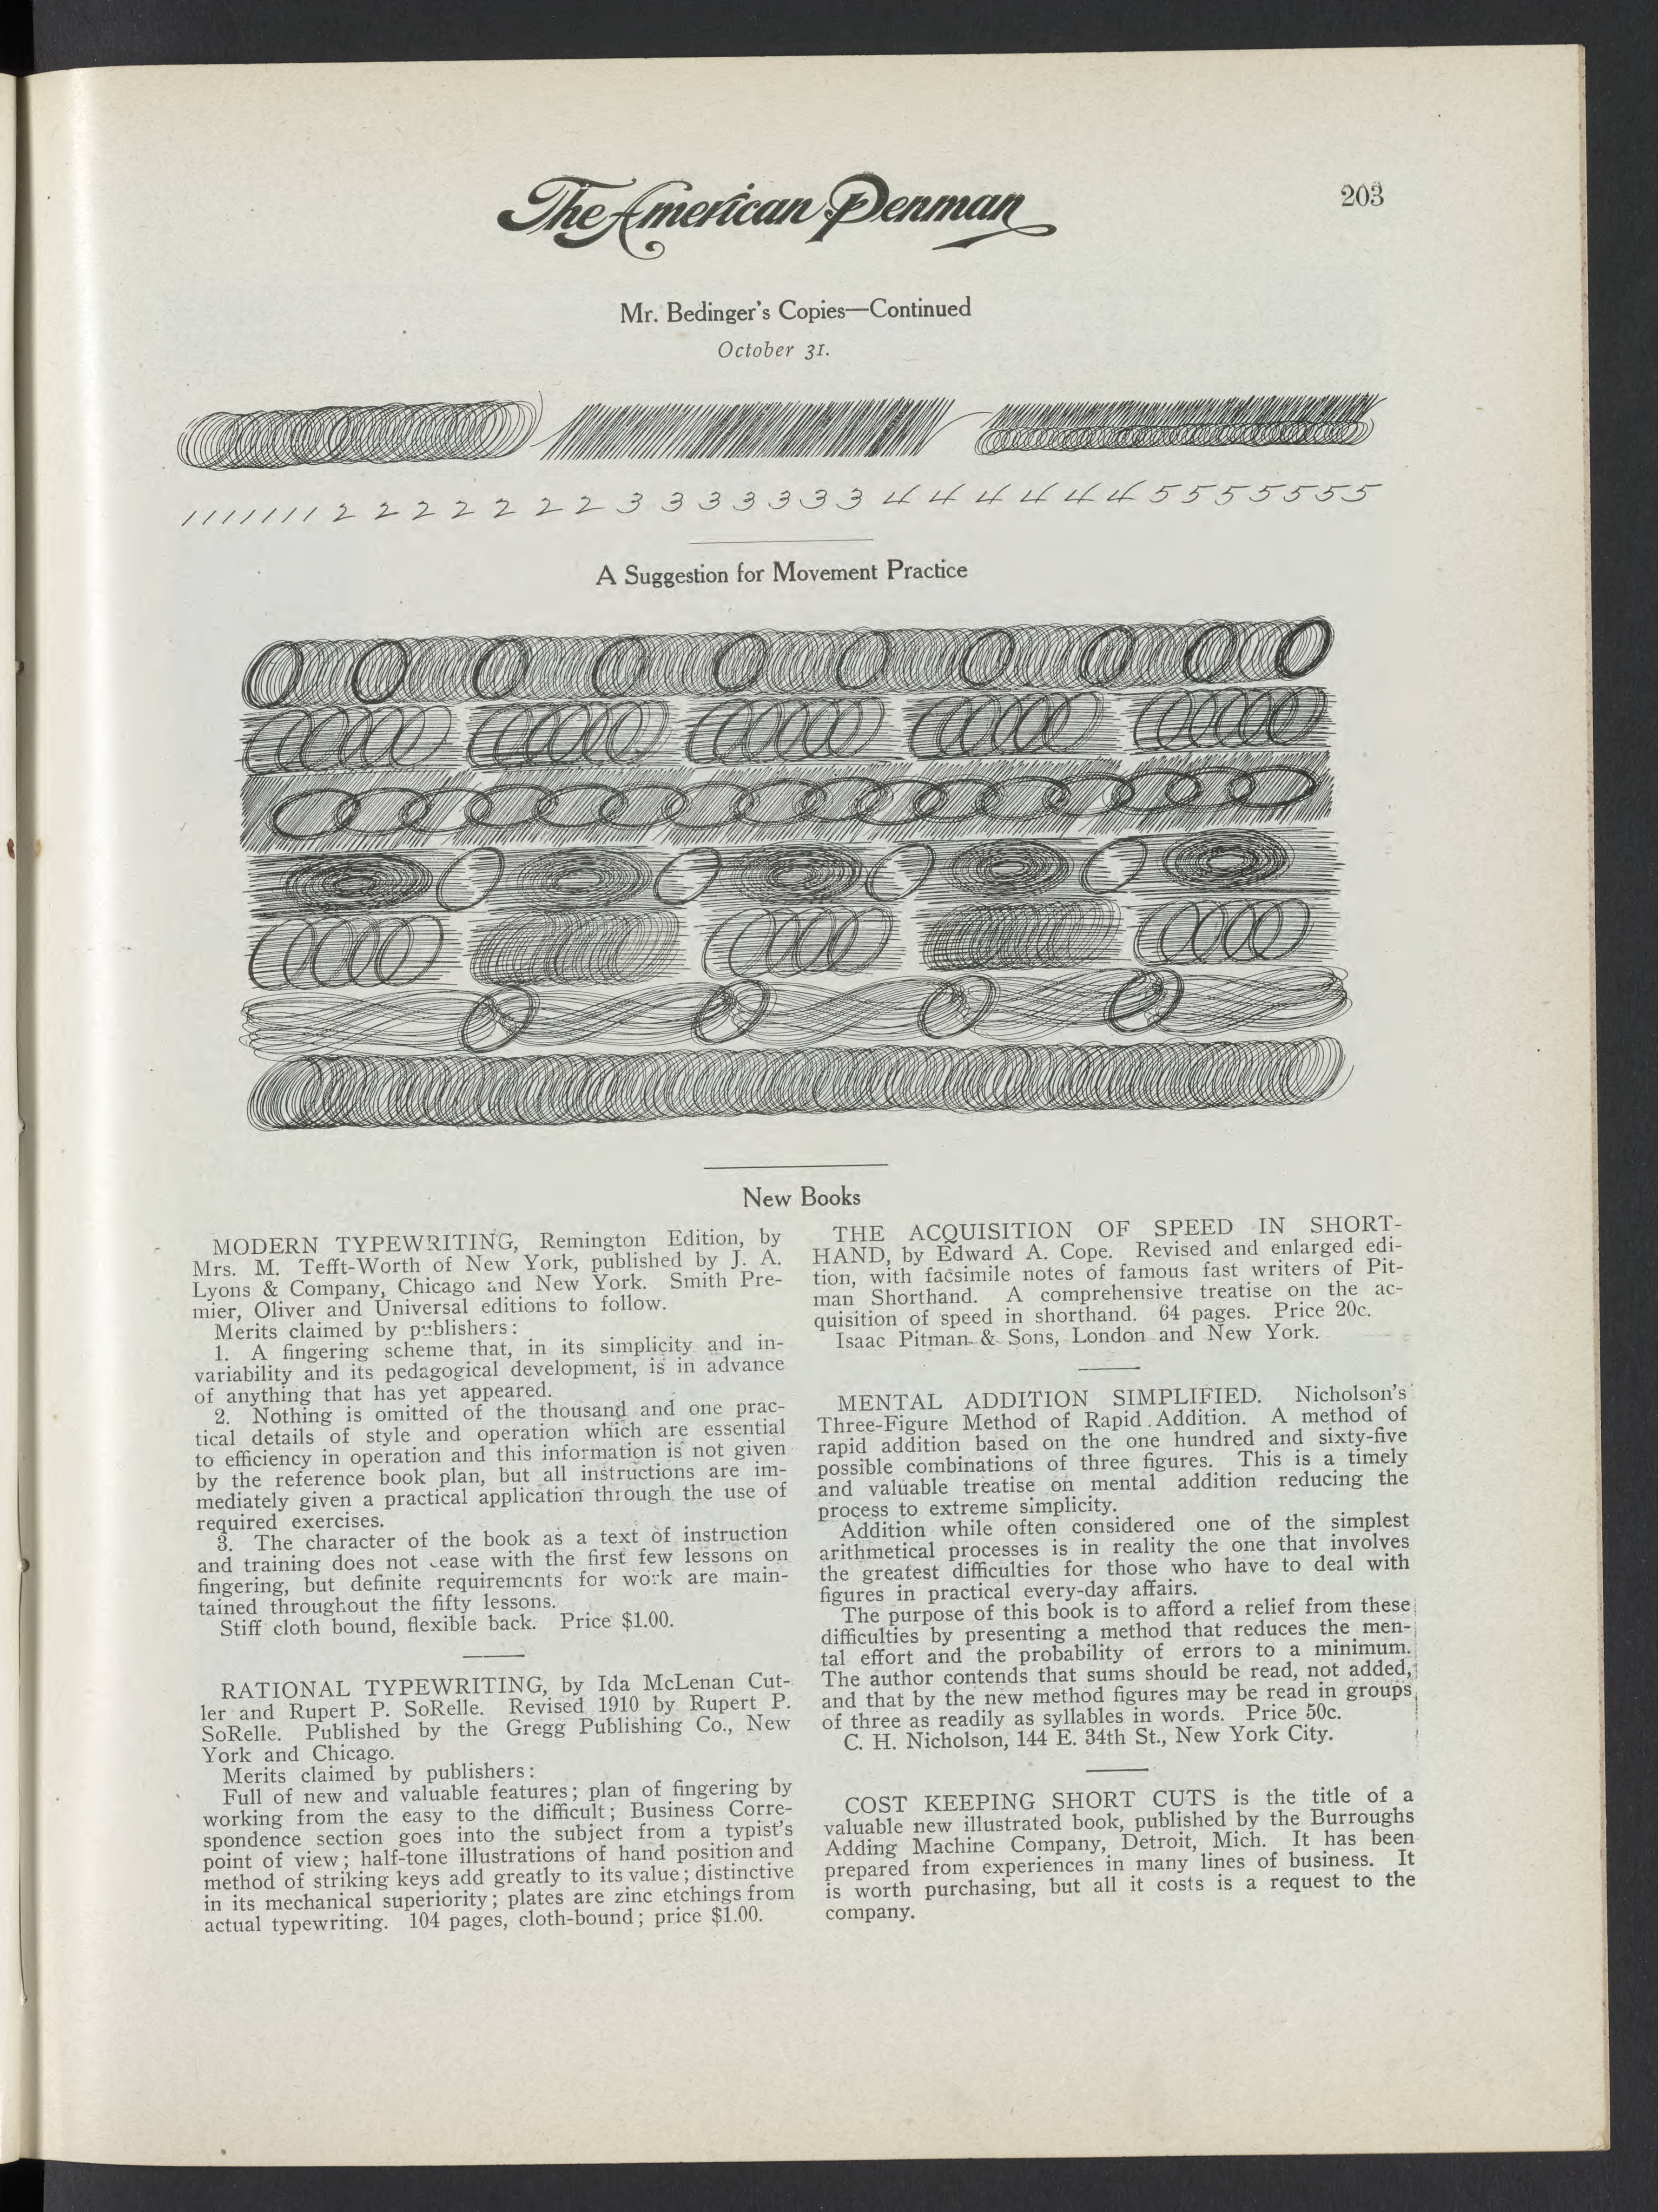 The American Penman
203
Mr. Bedinger's Copies—Continued
October 31.
1 1 1 1 1 1 1 2 2 2 2 2 2 2 3 3 3 3 3 3 3 4 4 4 4 4 4 5 5 5 5 5 5 5
A Suggestion for Movement Practice
New Books
MODERN TYPEWRITING, Remington Edition, by
Mrs. M. Tefft-Worth of New York, published by J. A.
Lyons & Company, Chicago and New York. Smith Pre-
mier, Oliver and Universal editions to follow.
Merits claimed by publishers:
1. A fingering scheme that, in its simplicity and in-
variability and its pedagogical development, is in advance
of anything that has yet appeared.
2. Nothing is omitted of the thousand and one prac-
tical details of style and operation which are essential
to efficiency in operation and this information is not given
by the reference book plan, but all instructions are im-
mediately given a practical application through the use of
required exercises.
3. The character of the book as a text of instruction
and training does not cease with the first few lessons on
fingering, but definite requirements for work are main-
tained throughout the fifty lessons.
Stiff cloth bound, flexible back. Price $1.00.
RATIONAL TYPEWRITING, by Ida McLenan Cut-
ler and Rupert P. SoRelle. Revised 1910 by Rupert P.
SoRelle. Published by the Gregg Publishing Co., New
York and Chicago.
Merits claimed by publishers:
Full of new and valuable features; plan of fingering by
working from the easy to the difficult; Business Corre-
spondence section goes into the subject from a typist's
point of view; half-tone illustrations of hand position and
method of striking keys add greatly to its value; distinctive
in its mechanical superiority; plates are zinc etchings from
actual typewriting. 104 pages, cloth-bound; price $1.00.
THE ACQUISITION OF SPEED IN SHORT-
HAND, by Edward A. Cope. Revised and enlarged edi-
tion, with facsimile notes of famous fast writers of Pit-
man Shorthand. A comprehensive treatise on the ac-
quisition of speed in shorthand. 64 pages. Price 20c.
Isaac Pitman & Sons, London and New York.
MENTAL ADDITION SIMPLIFIED. Nicholson's
Three-Figure Method of Rapid Addition. A method of
rapid addition based on the one hundred and sixty-five
possible combinations of three figures. This is a timely
and valuable treatise on mental addition reducing the
process to extreme simplicity.
Addition while often considered one of the simplest
arithmetical processes is in reality the one that involves
the greatest difficulties for those who have to deal with
figures in practical every-day affairs.
The purpose of this book is to afford a relief from these
difficulties by presenting a method that reduces the men-
tal effort and the probability of errors to a minimum.
The author contends that sums should be read, not added,
and that by the new method figures may be read in groups
of three as readily as syllables in words. Price 50c.
C. H. Nicholson, 144 E. 34th St., New York City.
COST KEEPING SHORT CUTS is the title of a
valuable new illustrated book, published by the Burroughs
Adding Machine Company, Detroit, Mich. It has been
prepared from experiences in many lines of business. It
is worth purchasing, but all it costs is a request to the
company.